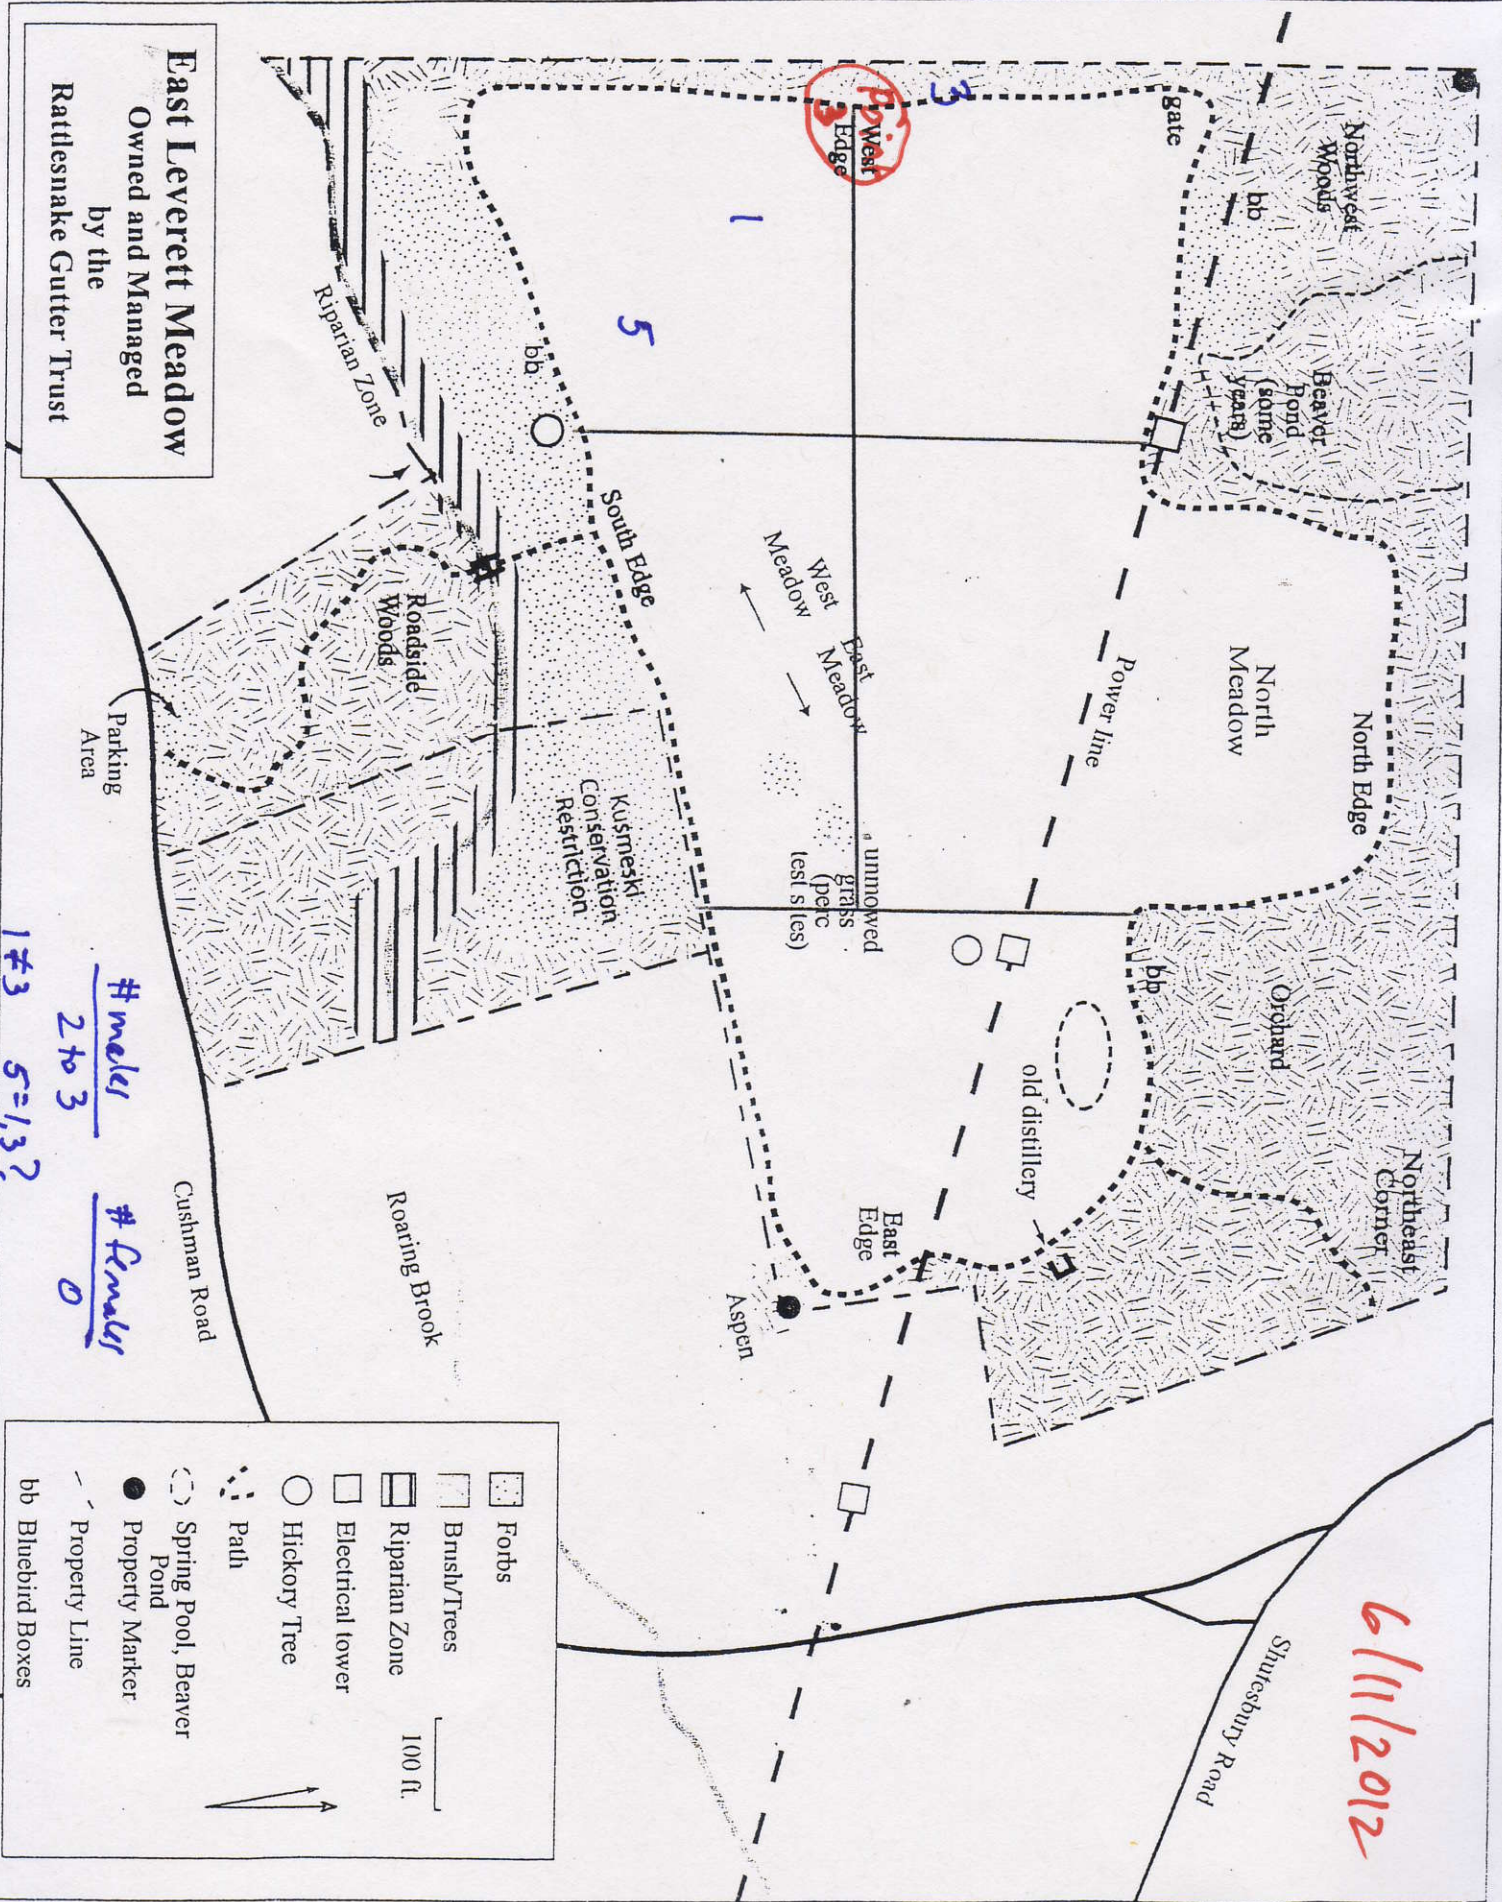 6/11/2012
Northwest
Woods
bb
gate
Beaver
Pond
(some
years)
North
Meadow
North Edge
Power line
Orchard
bb
Northeast
Corner
Shutesbury Road
3
Point
3
West
Edge
1
5
West
Meadow
East
Meadow
unmowed
grass
(perc
test sites)
old distillery
East
Edge
Aspen
bb
South Edge
Riparian Zone
Roadside
Woods
Kusmeski
Conservation
Restriction
Parking
Area
Roaring Brook
Cushman Road
East Leverett Meadow
Owned and Managed
by the
Rattlesnake Gutter Trust
# males
2 to 3
# females
0
1≠3 5=1,3?
Forbs
Brush/Trees
Riparian Zone
Electrical tower
Hickory Tree
Path
Spring Pool, Beaver
Pond
Property Marker
Property Line
bb Bluebird Boxes
100 ft.